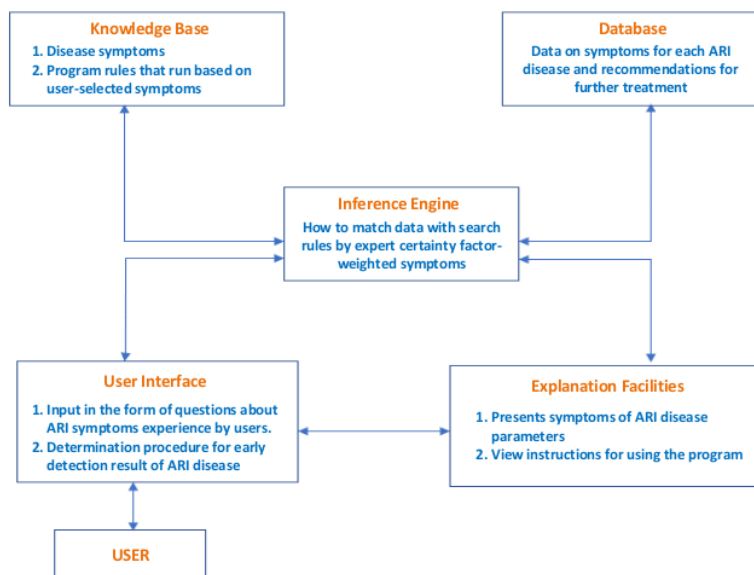 Knowledge Base
1. Disease symptoms
2. Program rules that run based on
user-selected symptoms
Database
Data on symptoms for each ARI
disease and recommendations for
further treatment
Inference Engine
How to match data with search
rules by expert certainty factor-
weighted symptoms
User Interface
1. Input in the form of questions about
ARI symptoms experience by users.
2. Determination procedure for early
detection result of ARI disease
Explanation Facilities
1. Presents symptoms of ARI disease
parameters
2. View instructions for using the program
USER